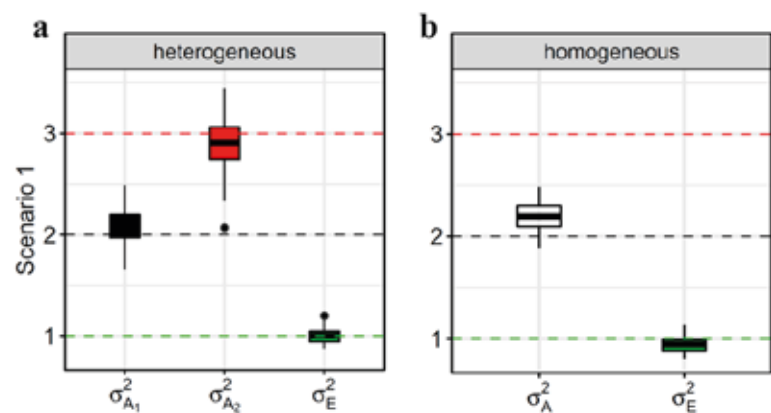 a
heterogeneous
Scenario 1
3
2
1
σ²A₁ σ²A₂ σ²E
b
homogeneous
3
2
1
σ²A σ²E